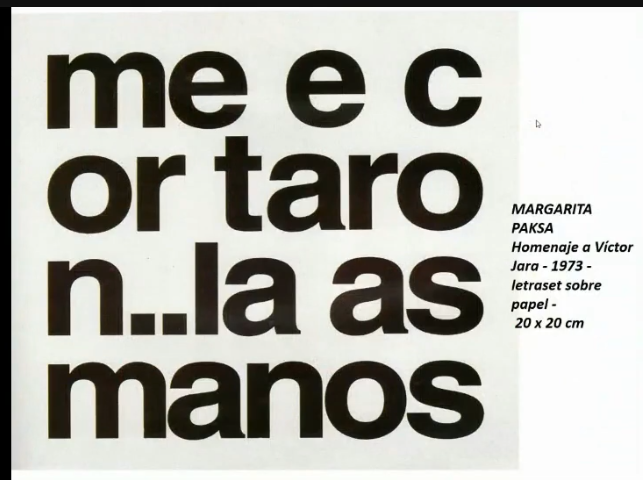 me e c
or taro
n..la as
manos
MARGARITA
PAKSA
Homenaje a Víctor
Jara - 1973 -
letraset sobre
papel -
20 x 20 cm